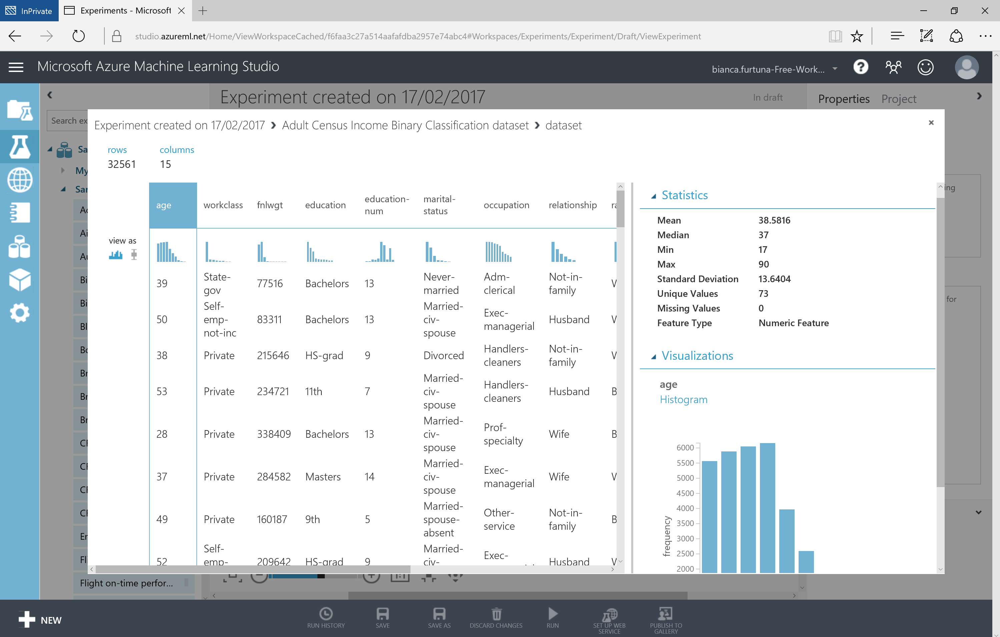 InPrivate
Experiments - Microsoft
studio.azureml.net/Home/ViewWorkspaceCached/f6faa3c27a514aafafdba2957e74abc4#Workspaces/Experiments/Experiment/Draft/ViewExperiment
Microsoft Azure Machine Learning Studio
bianca.furtuna-Free-Work...
Experiment created on 17/02/2017
In draft
Properties
Project
Search ex
Experiment created on 17/02/2017 > Adult Census Income Binary Classification dataset > dataset
rows
columns
32561
15
Sa
My
Sar
Ai
Bi
Bi
Bl
Br
Br
Br
Er
Fl
Flight on-time perfor...
view as
age
workclass
fnlwgt
education
education-
num
marital-
status
occupation
relationship
39
State-
gov
77516
Bachelors
13
Never-
married
Adm-
clerical
Not-in-
family
50
Self-
emp-
not-inc
83311
Bachelors
13
Married-
civ-
spouse
Exec-
managerial
Husband
38
Private
215646
HS-grad
9
Divorced
Handlers-
cleaners
Not-in-
family
53
Private
234721
11th
7
Married-
civ-
spouse
Handlers-
cleaners
Husband
B
28
Private
338409
Bachelors
13
Married-
civ-
spouse
Prof-
specialty
Wife
B
37
Private
284582
Masters
14
Married-
civ-
spouse
Exec-
managerial
Wife
49
Private
160187
9th
5
Married-
spouse-
absent
Other-
service
Not-in-
family
B
52
Self-
emp-
209642
HS-grad
9
Married-
civ-
Exec-
Husband
Statistics
Mean 38.5816
Median 37
Min 17
Max 90
Standard Deviation 13.6404
Unique Values 73
Missing Values 0
Feature Type Numeric Feature
Visualizations
age
Histogram
6000
5500
5000
4500
4000
3500
3000
2500
2000
frequency
ing
for
NEW
RUN HISTORY
SAVE
SAVE AS
DISCARD CHANGES
RUN
SET UP WEB
SERVICE
PUBLISH TO
GALLERY